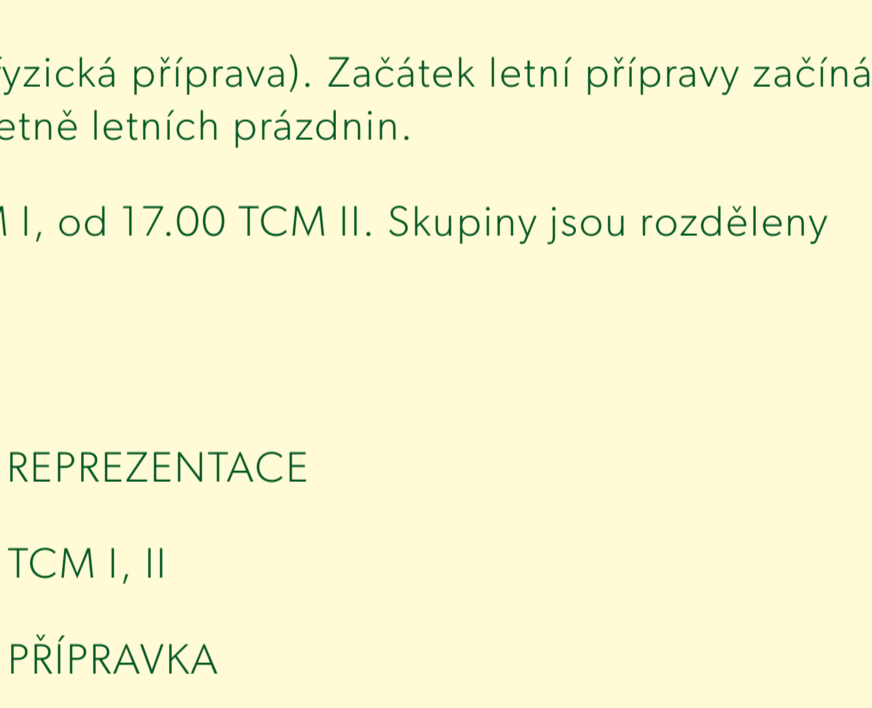 fyzická příprava). Začátek letní přípravy začíná
etně letních prázdnin.
I, od 17.00 TCM II. Skupiny jsou rozděleny
REPREZENTACE
TCM I, II
PŘÍPRAVKA